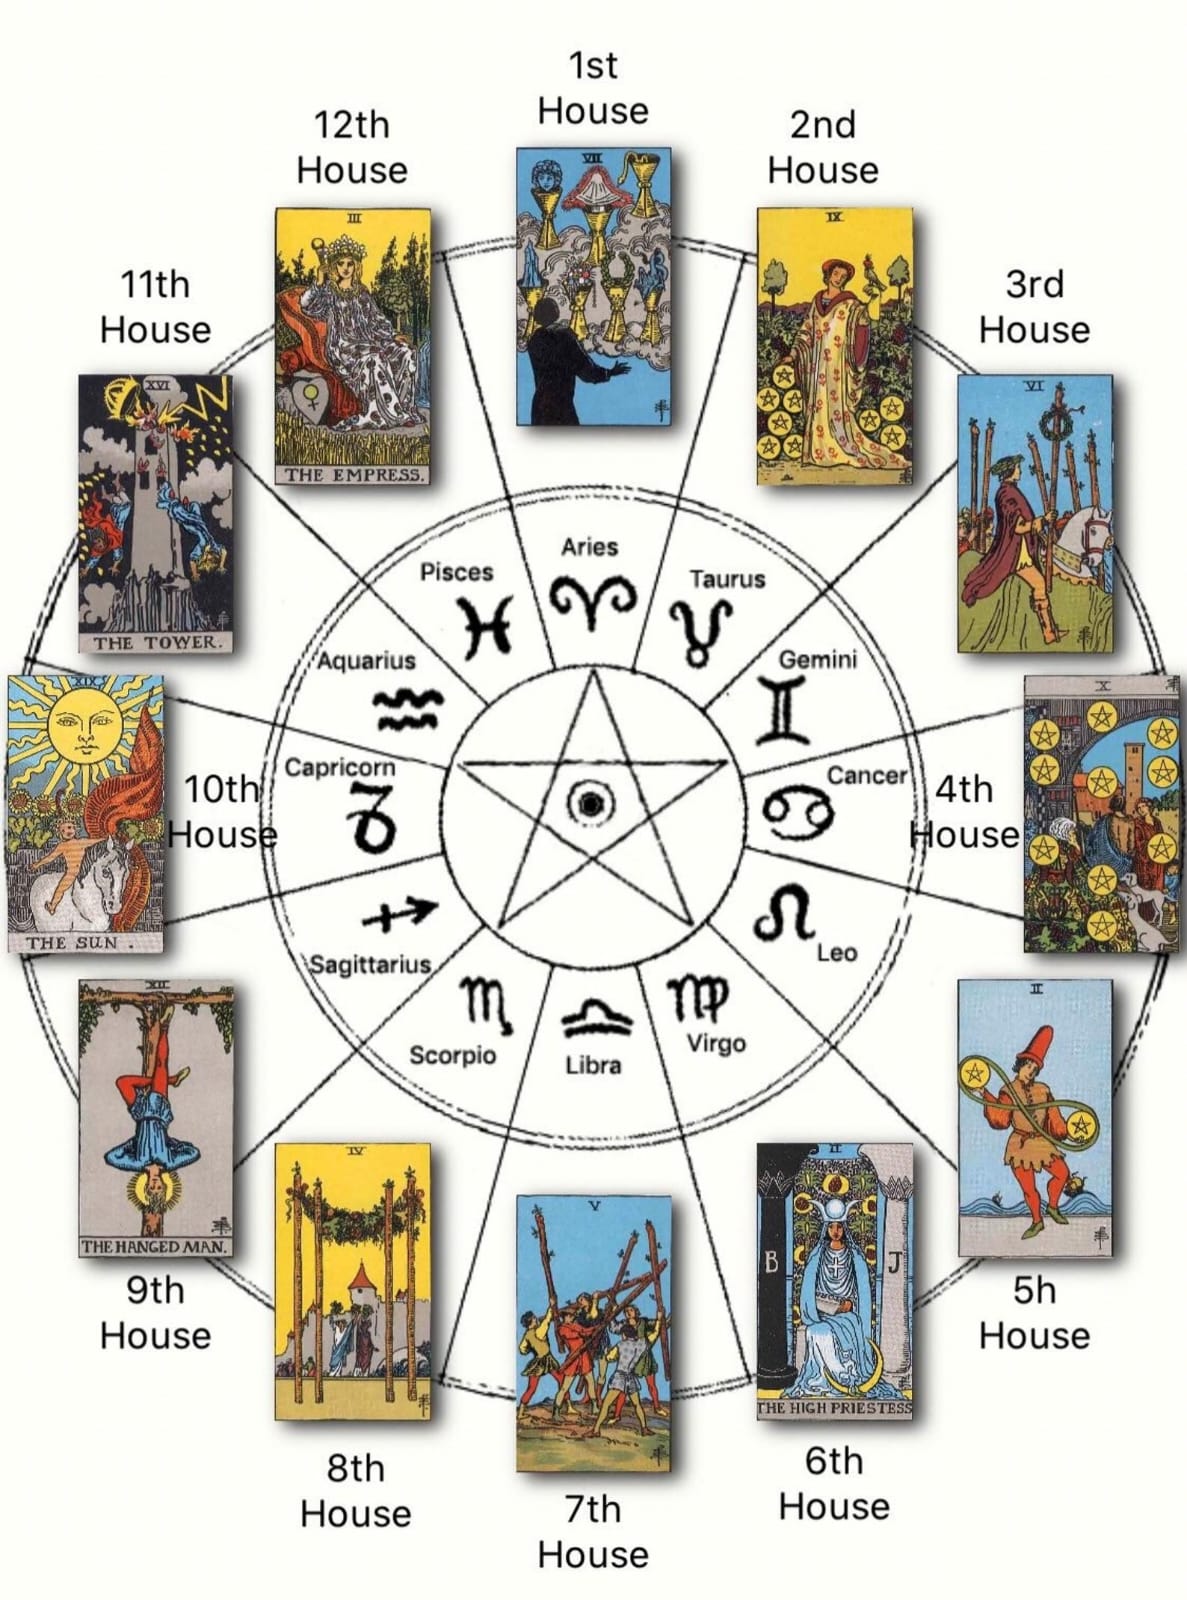 1st
House
12th
House
2nd
House
VII
III
IX
11th
House
3rd
House
XVI
VI
THE EMPRESS.
Aries
Pisces
Taurus
THE TOWER.
Aquarius
Gemini
XIX
X
Capricorn
Cancer
10th
House
4th
House
THE SUN .
Sagittarius
Leo
XII
II
Scorpio
Libra
Virgo
IV
II
V
THE HANGED MAN.
B
J
9th
House
5h
House
THE HIGH PRIESTESS
8th
House
6th
House
7th
House